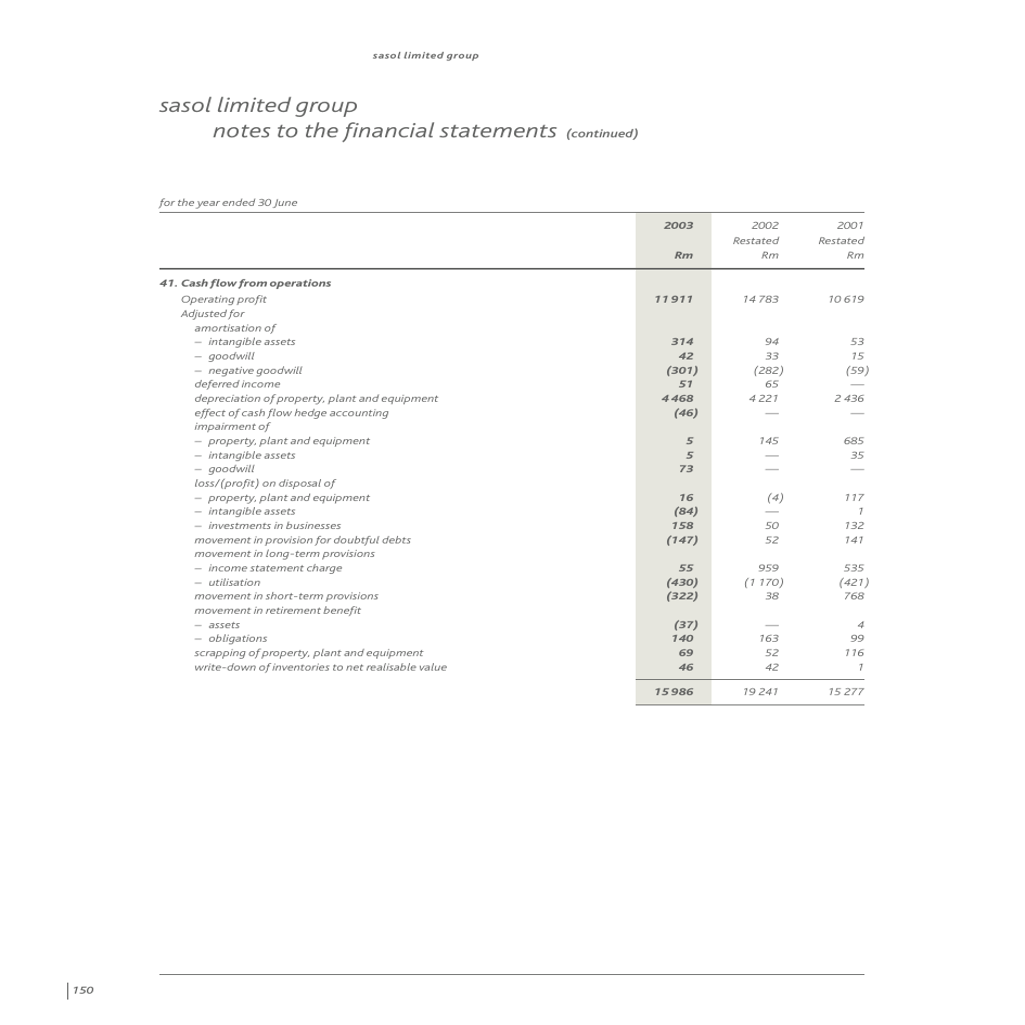 sasol limited group
sasol limited group
notes to the financial statements (continued)
for the year ended 30 June
2003 2002 2001
Restated Restated
Rm Rm Rm
41. Cash flow from operations
Operating profit 11 911 14 783 10 619
Adjusted for
amortisation of
– intangible assets 314 94 53
– goodwill 42 33 15
– negative goodwill (301) (282) (59)
deferred income 51 65 —
depreciation of property, plant and equipment 4 468 4 221 2 436
effect of cash flow hedge accounting (46) — —
impairment of
– property, plant and equipment 5 145 685
– intangible assets 5 — 35
– goodwill 73 — —
loss/(profit) on disposal of
– property, plant and equipment 16 (4) 117
– intangible assets (84) — 1
– investments in businesses 158 50 132
movement in provision for doubtful debts (147) 52 141
movement in long-term provisions
– income statement charge 55 959 535
– utilisation (430) (1 170) (421)
movement in short-term provisions (322) 38 768
movement in retirement benefit
– assets (37) — 4
– obligations 140 163 99
scrapping of property, plant and equipment 69 52 116
write-down of inventories to net realisable value 46 42 1
15 986 19 241 15 277
150